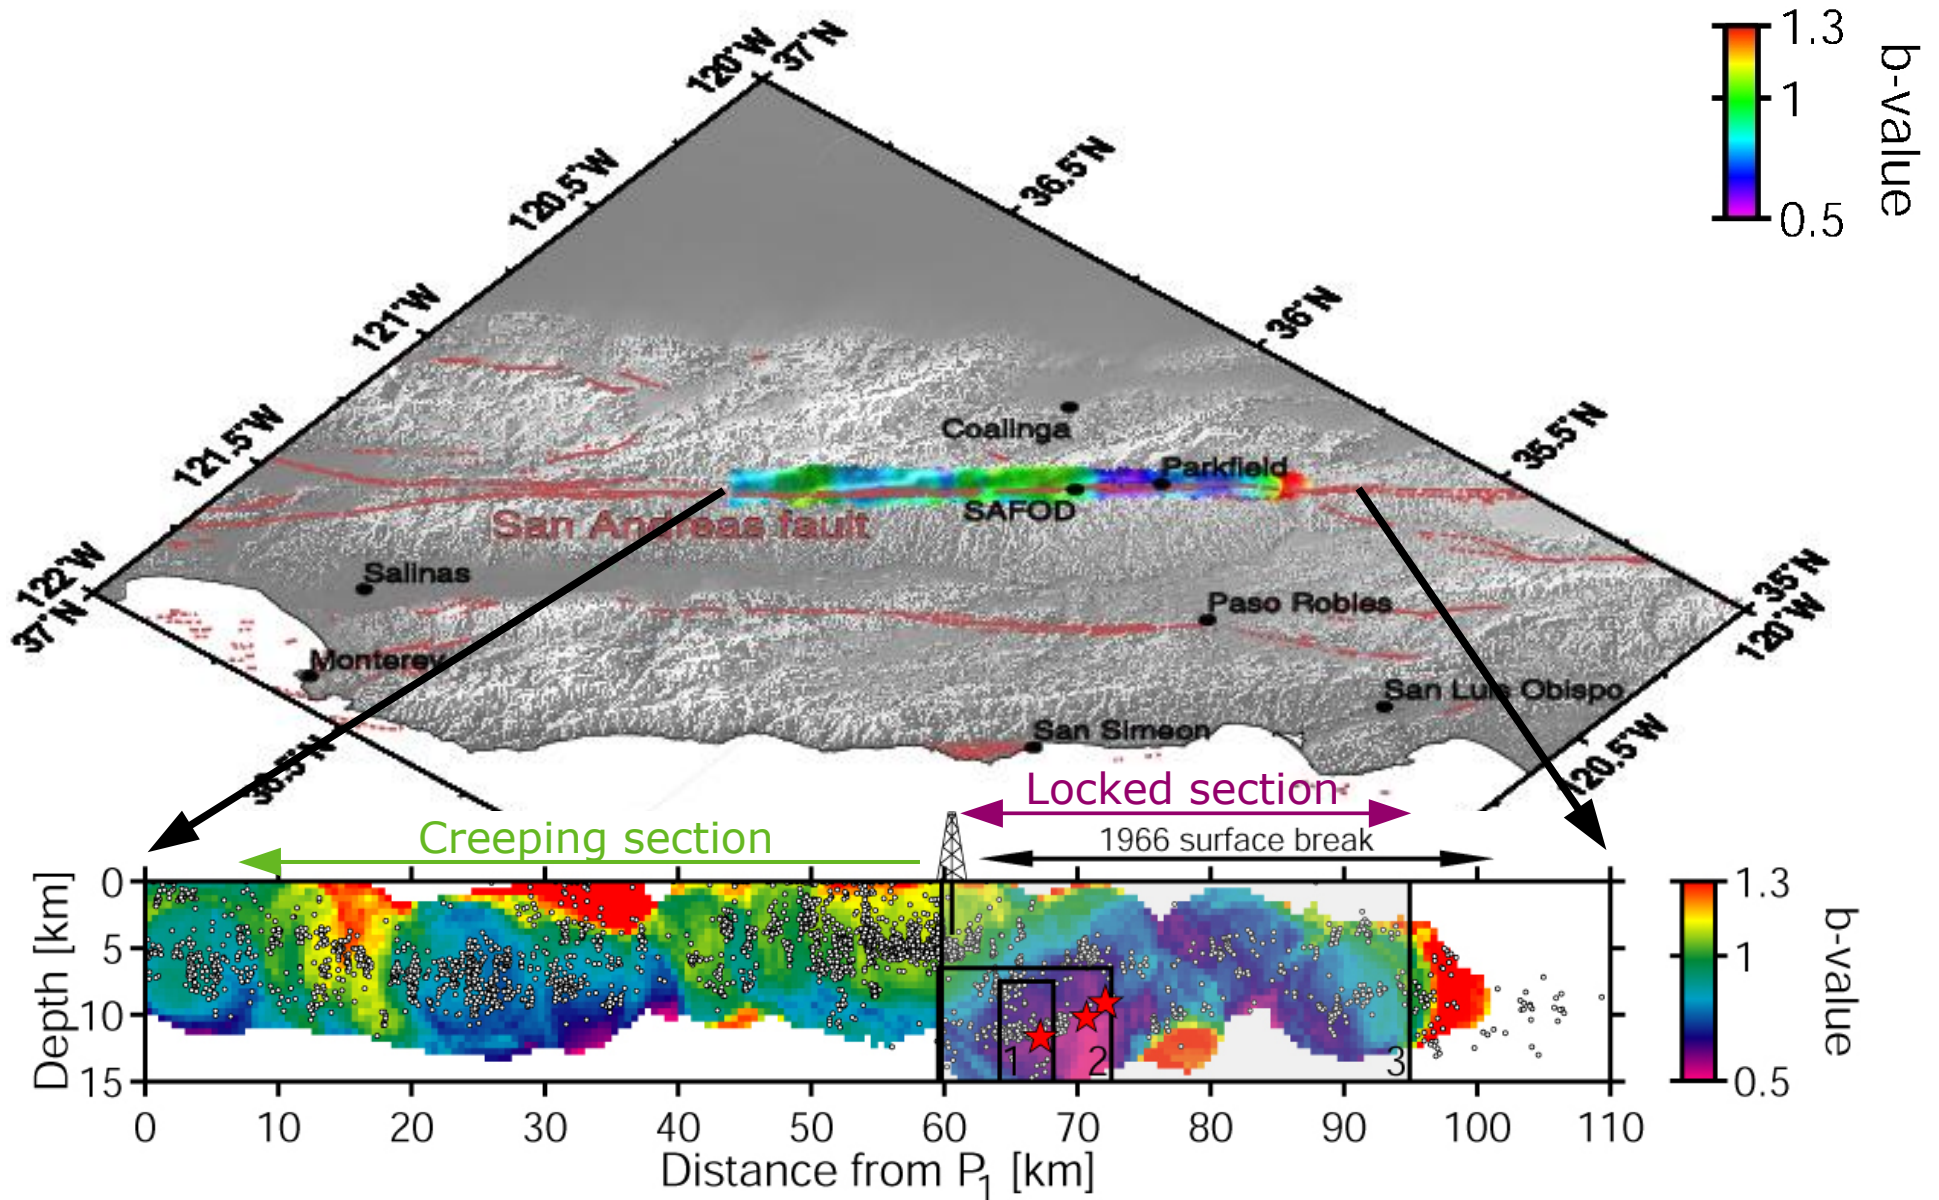 120°W
37°N
1.3
1
0.5
b-value
36.5°N
120.5°W
36°N
121°W
35.5°N
121.5°W
Coalinga
Parkfield
SAFOD
San Andreas fault
122°W
37°N
Salinas
35°N
120°W
Paso Robles
Monterey
San Luis Obispo
San Simeon
36.5°N
120.5°W
Locked section
Creeping section
1966 surface break
0
5
10
15
Depth [km]
1
2
3
1.3
1
0.5
b-value
0 10 20 30 40 50 60 70 80 90 100 110
Distance from P1 [km]